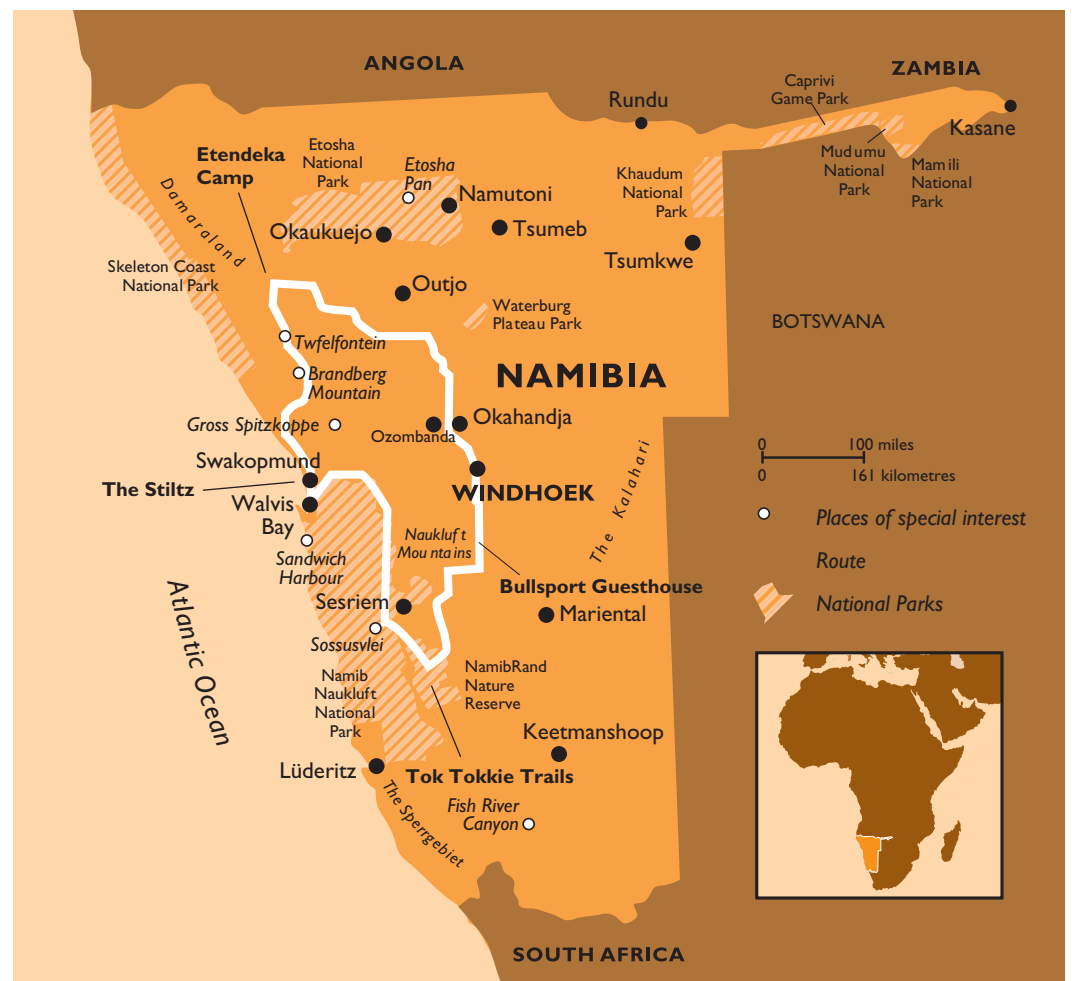 ANGOLA
ZAMBIA
Caprivi
Game Park
Rundu
Kasane
Etendeka
Camp
Etosha
National
Park
Etosha
Pan
Mudumu
National
Park
Mamili
National
Park
Khaudum
National
Park
Namutoni
Damaraland
Okaukuejo
Tsumeb
Tsumkwe
Skeleton Coast
National Park
Outjo
Waterburg
Plateau Park
BOTSWANA
Twfelfontein
NAMIBIA
Brandberg
Mountain
Gross Spitzkoppe
Okahandja
Ozombanda
0 100 miles
0 161 kilometres
Swakopmund
The Stiltz
WINDHOEK
Walvis
Bay
The Kalahari
Places of special interest
Naukluft
Mountains
Sandwich
Harbour
Route
Bullsport Guesthouse
Sesriem
Mariental
National Parks
Atlantic Ocean
Sossusvlei
Namib
Naukluft
National
Park
NamibRand
Nature
Reserve
Keetmanshoop
Lüderitz
Tok Tokkie Trails
The Sperrgebiet
Fish River
Canyon
SOUTH AFRICA